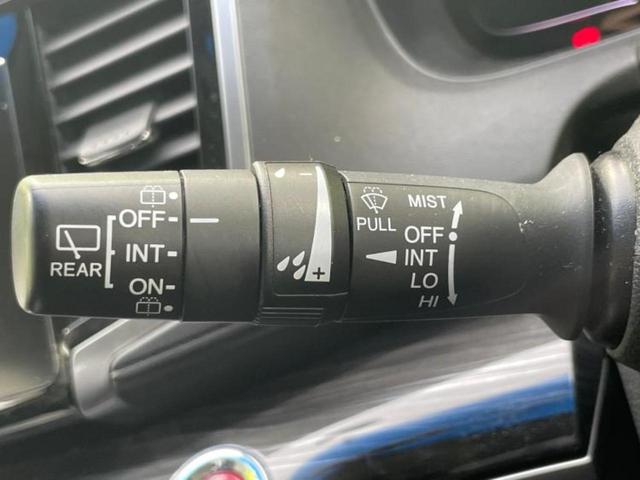 OFF
INT
ON
REAR
-
+
PULL
MIST
OFF
INT
LO
HI